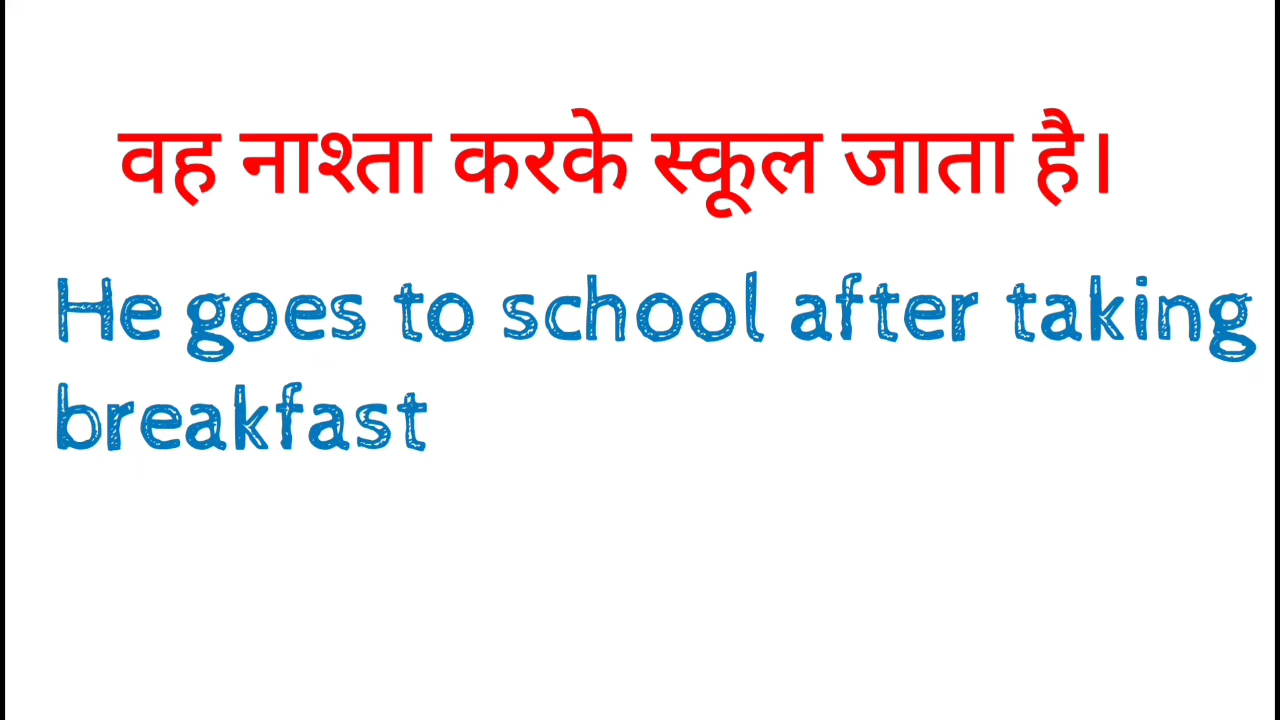 वह नाश्ता करके स्कूल जाता है।
He goes to school after taking
breakfast